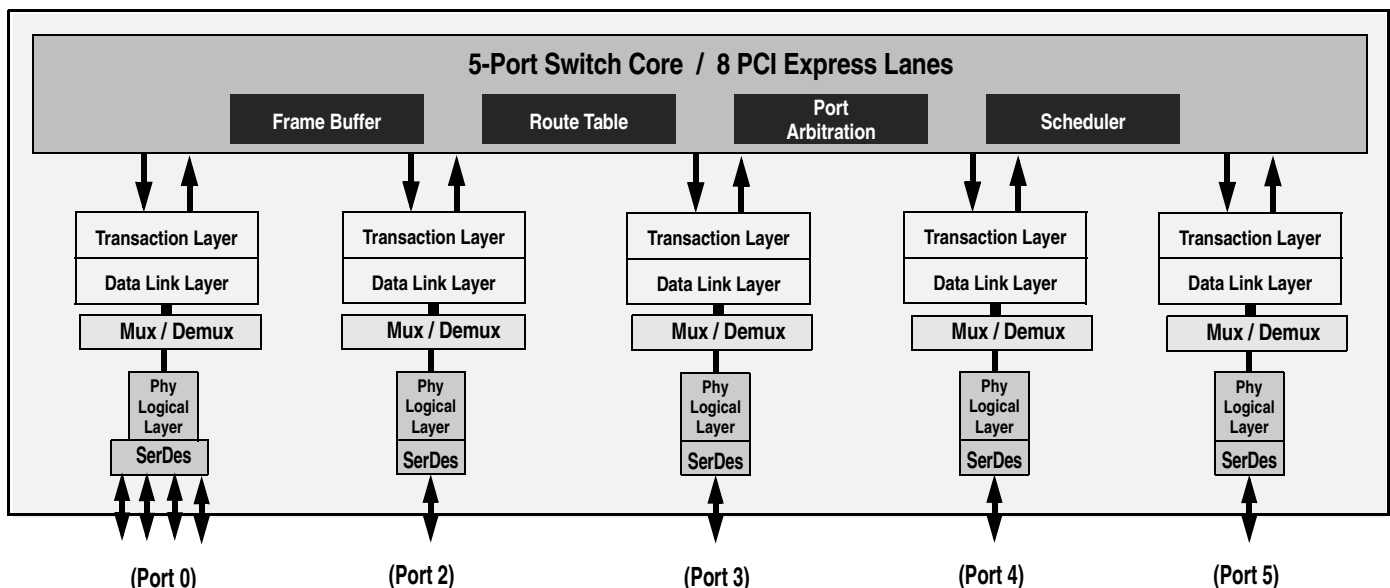 5-Port Switch Core / 8 PCI Express Lanes
Frame Buffer
Route Table
Port
Arbitration
Scheduler
Transaction Layer
Data Link Layer
Mux / Demux
Phy
Logical
Layer
SerDes
(Port 0)
Transaction Layer
Data Link Layer
Mux / Demux
Phy
Logical
Layer
SerDes
(Port 2)
Transaction Layer
Data Link Layer
Mux / Demux
Phy
Logical
Layer
SerDes
(Port 3)
Transaction Layer
Data Link Layer
Mux / Demux
Phy
Logical
Layer
SerDes
(Port 4)
Transaction Layer
Data Link Layer
Mux / Demux
Phy
Logical
Layer
SerDes
(Port 5)